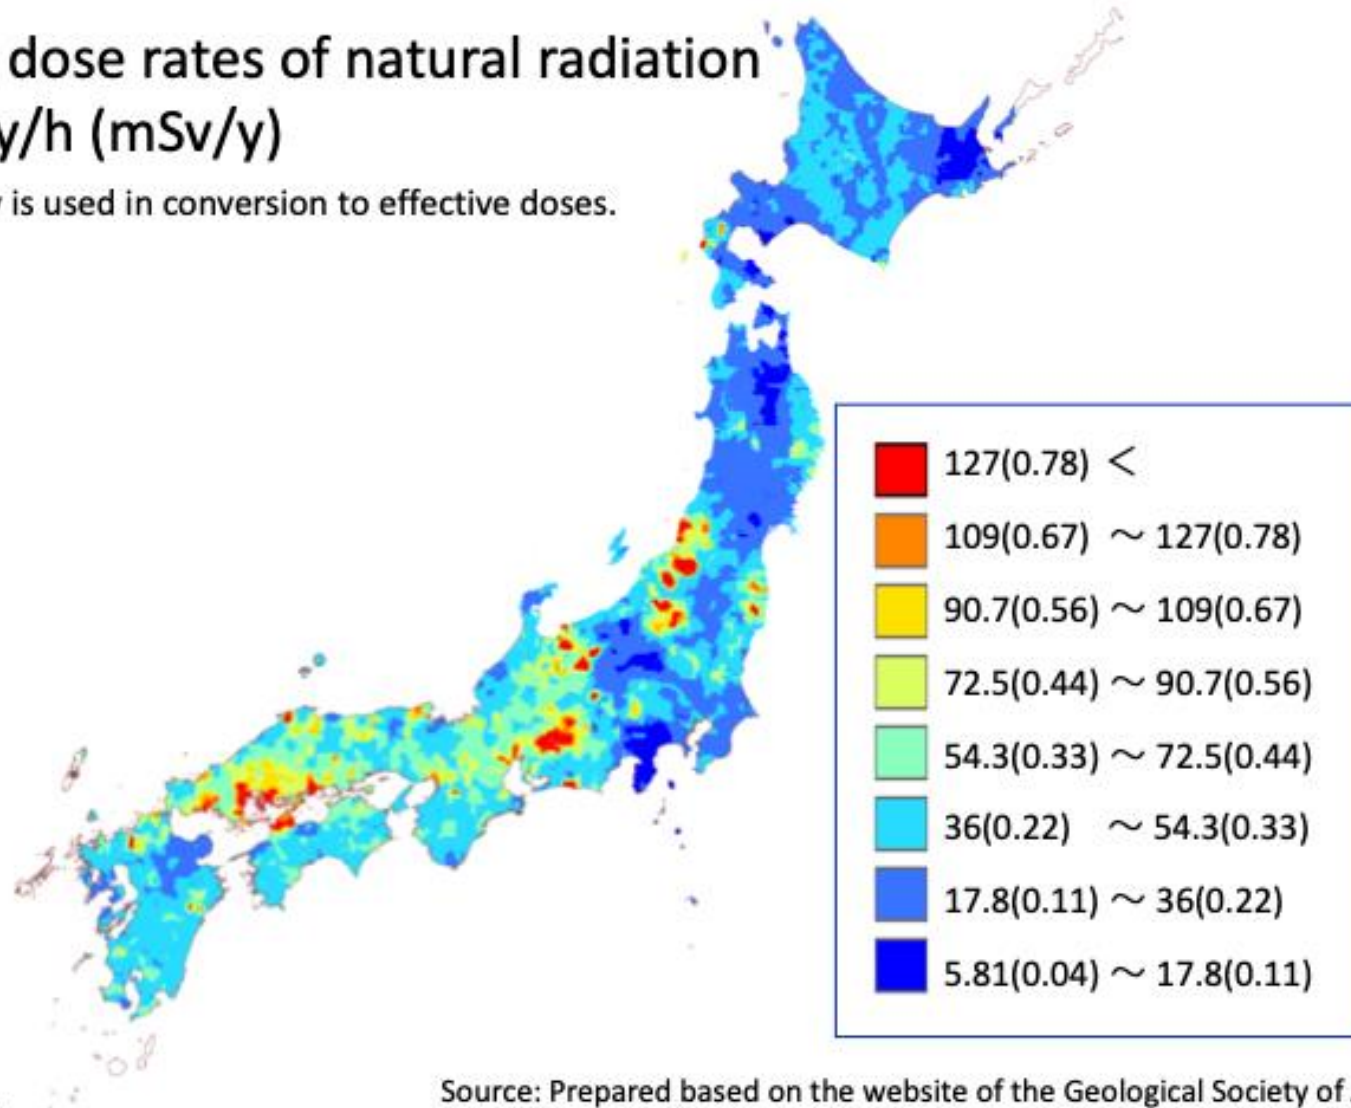 dose rates of natural radiation
y/h (mSv/y)
is used in conversion to effective doses.
127(0.78) <
109(0.67) ～ 127(0.78)
90.7(0.56) ～ 109(0.67)
72.5(0.44) ～ 90.7(0.56)
54.3(0.33) ～ 72.5(0.44)
36(0.22) ～ 54.3(0.33)
17.8(0.11) ～ 36(0.22)
5.81(0.04) ～ 17.8(0.11)
Source: Prepared based on the website of the Geological Society of